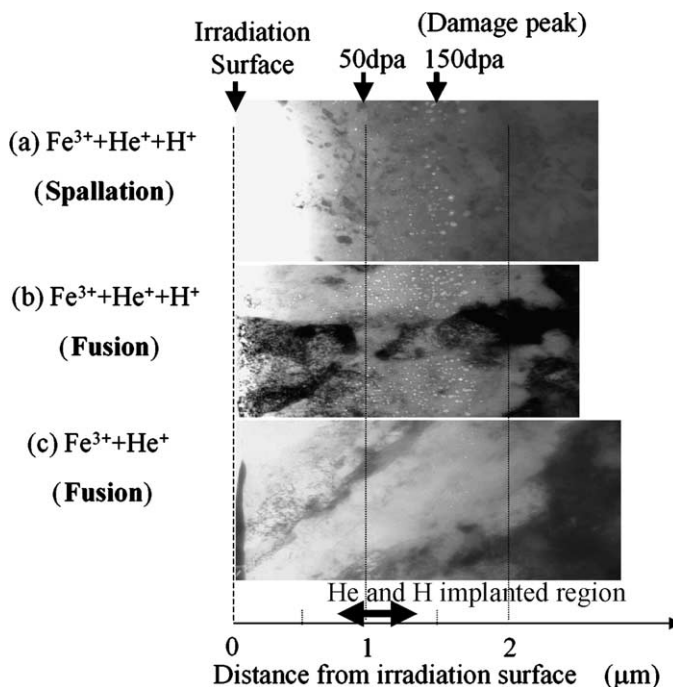 Irradiation
Surface
(Damage peak)
50dpa
150dpa
(a) Fe³⁺+He⁺+H⁺
(Spallation)
(b) Fe³⁺+He⁺+H⁺
(Fusion)
(c) Fe³⁺+He⁺
(Fusion)
He and H implanted region
0
1
2
Distance from irradiation surface (μm)